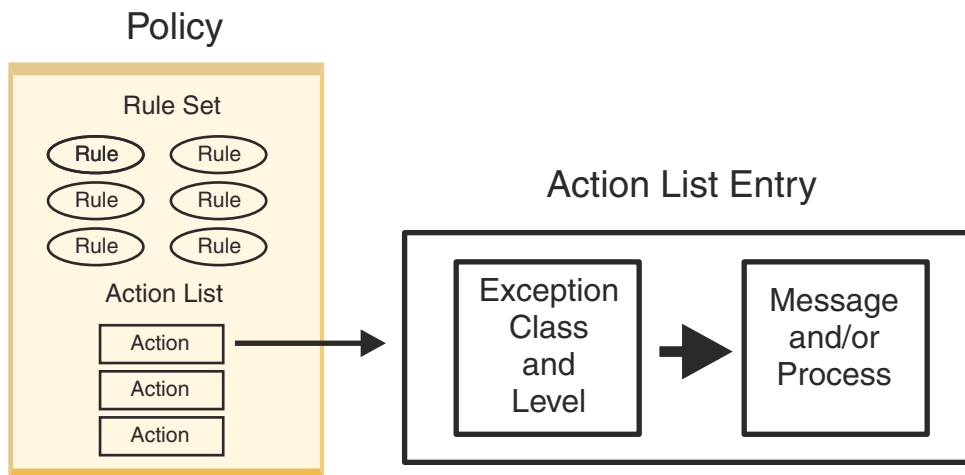 Policy
Rule Set
Rule Rule
Rule Rule
Rule Rule
Action List
Action
Action
Action
Action List Entry
Exception
Class
and
Level
Message
and/or
Process